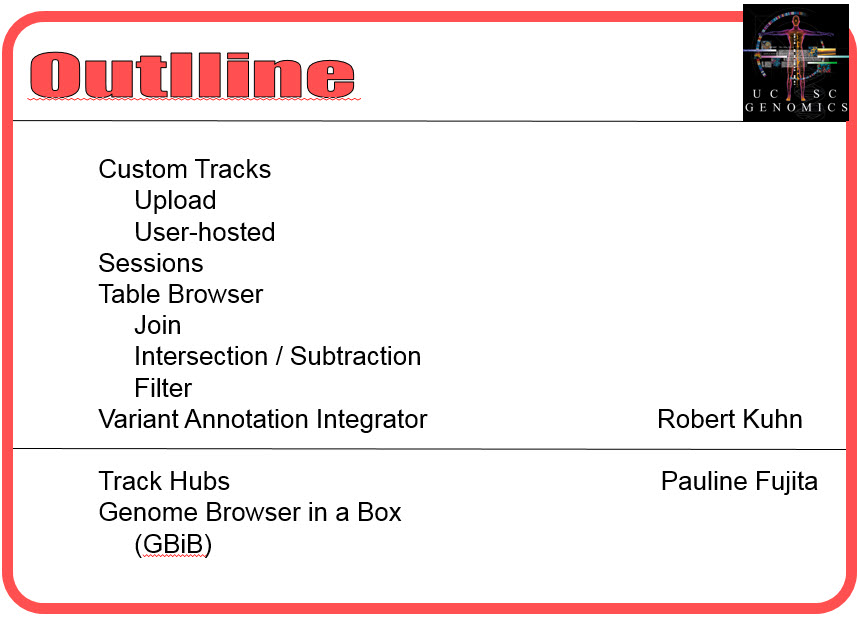 Outlline
UC SC
GENOMICS
Custom Tracks
Upload
User-hosted
Sessions
Table Browser
Join
Intersection / Subtraction
Filter
Variant Annotation Integrator Robert Kuhn
Track Hubs Pauline Fujita
Genome Browser in a Box
(GBiB)